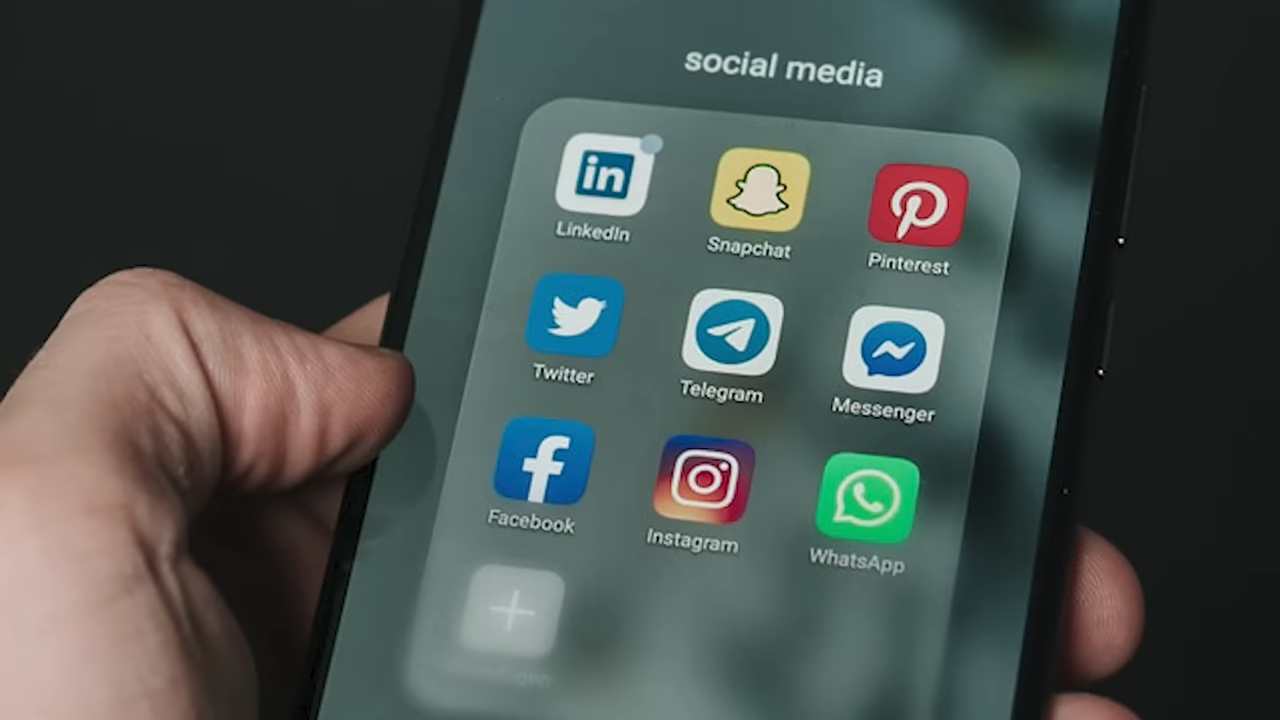 social media
in
LinkedIn Snapchat Pinterest
Twitter Telegram Messenger
Facebook Instagram WhatsApp